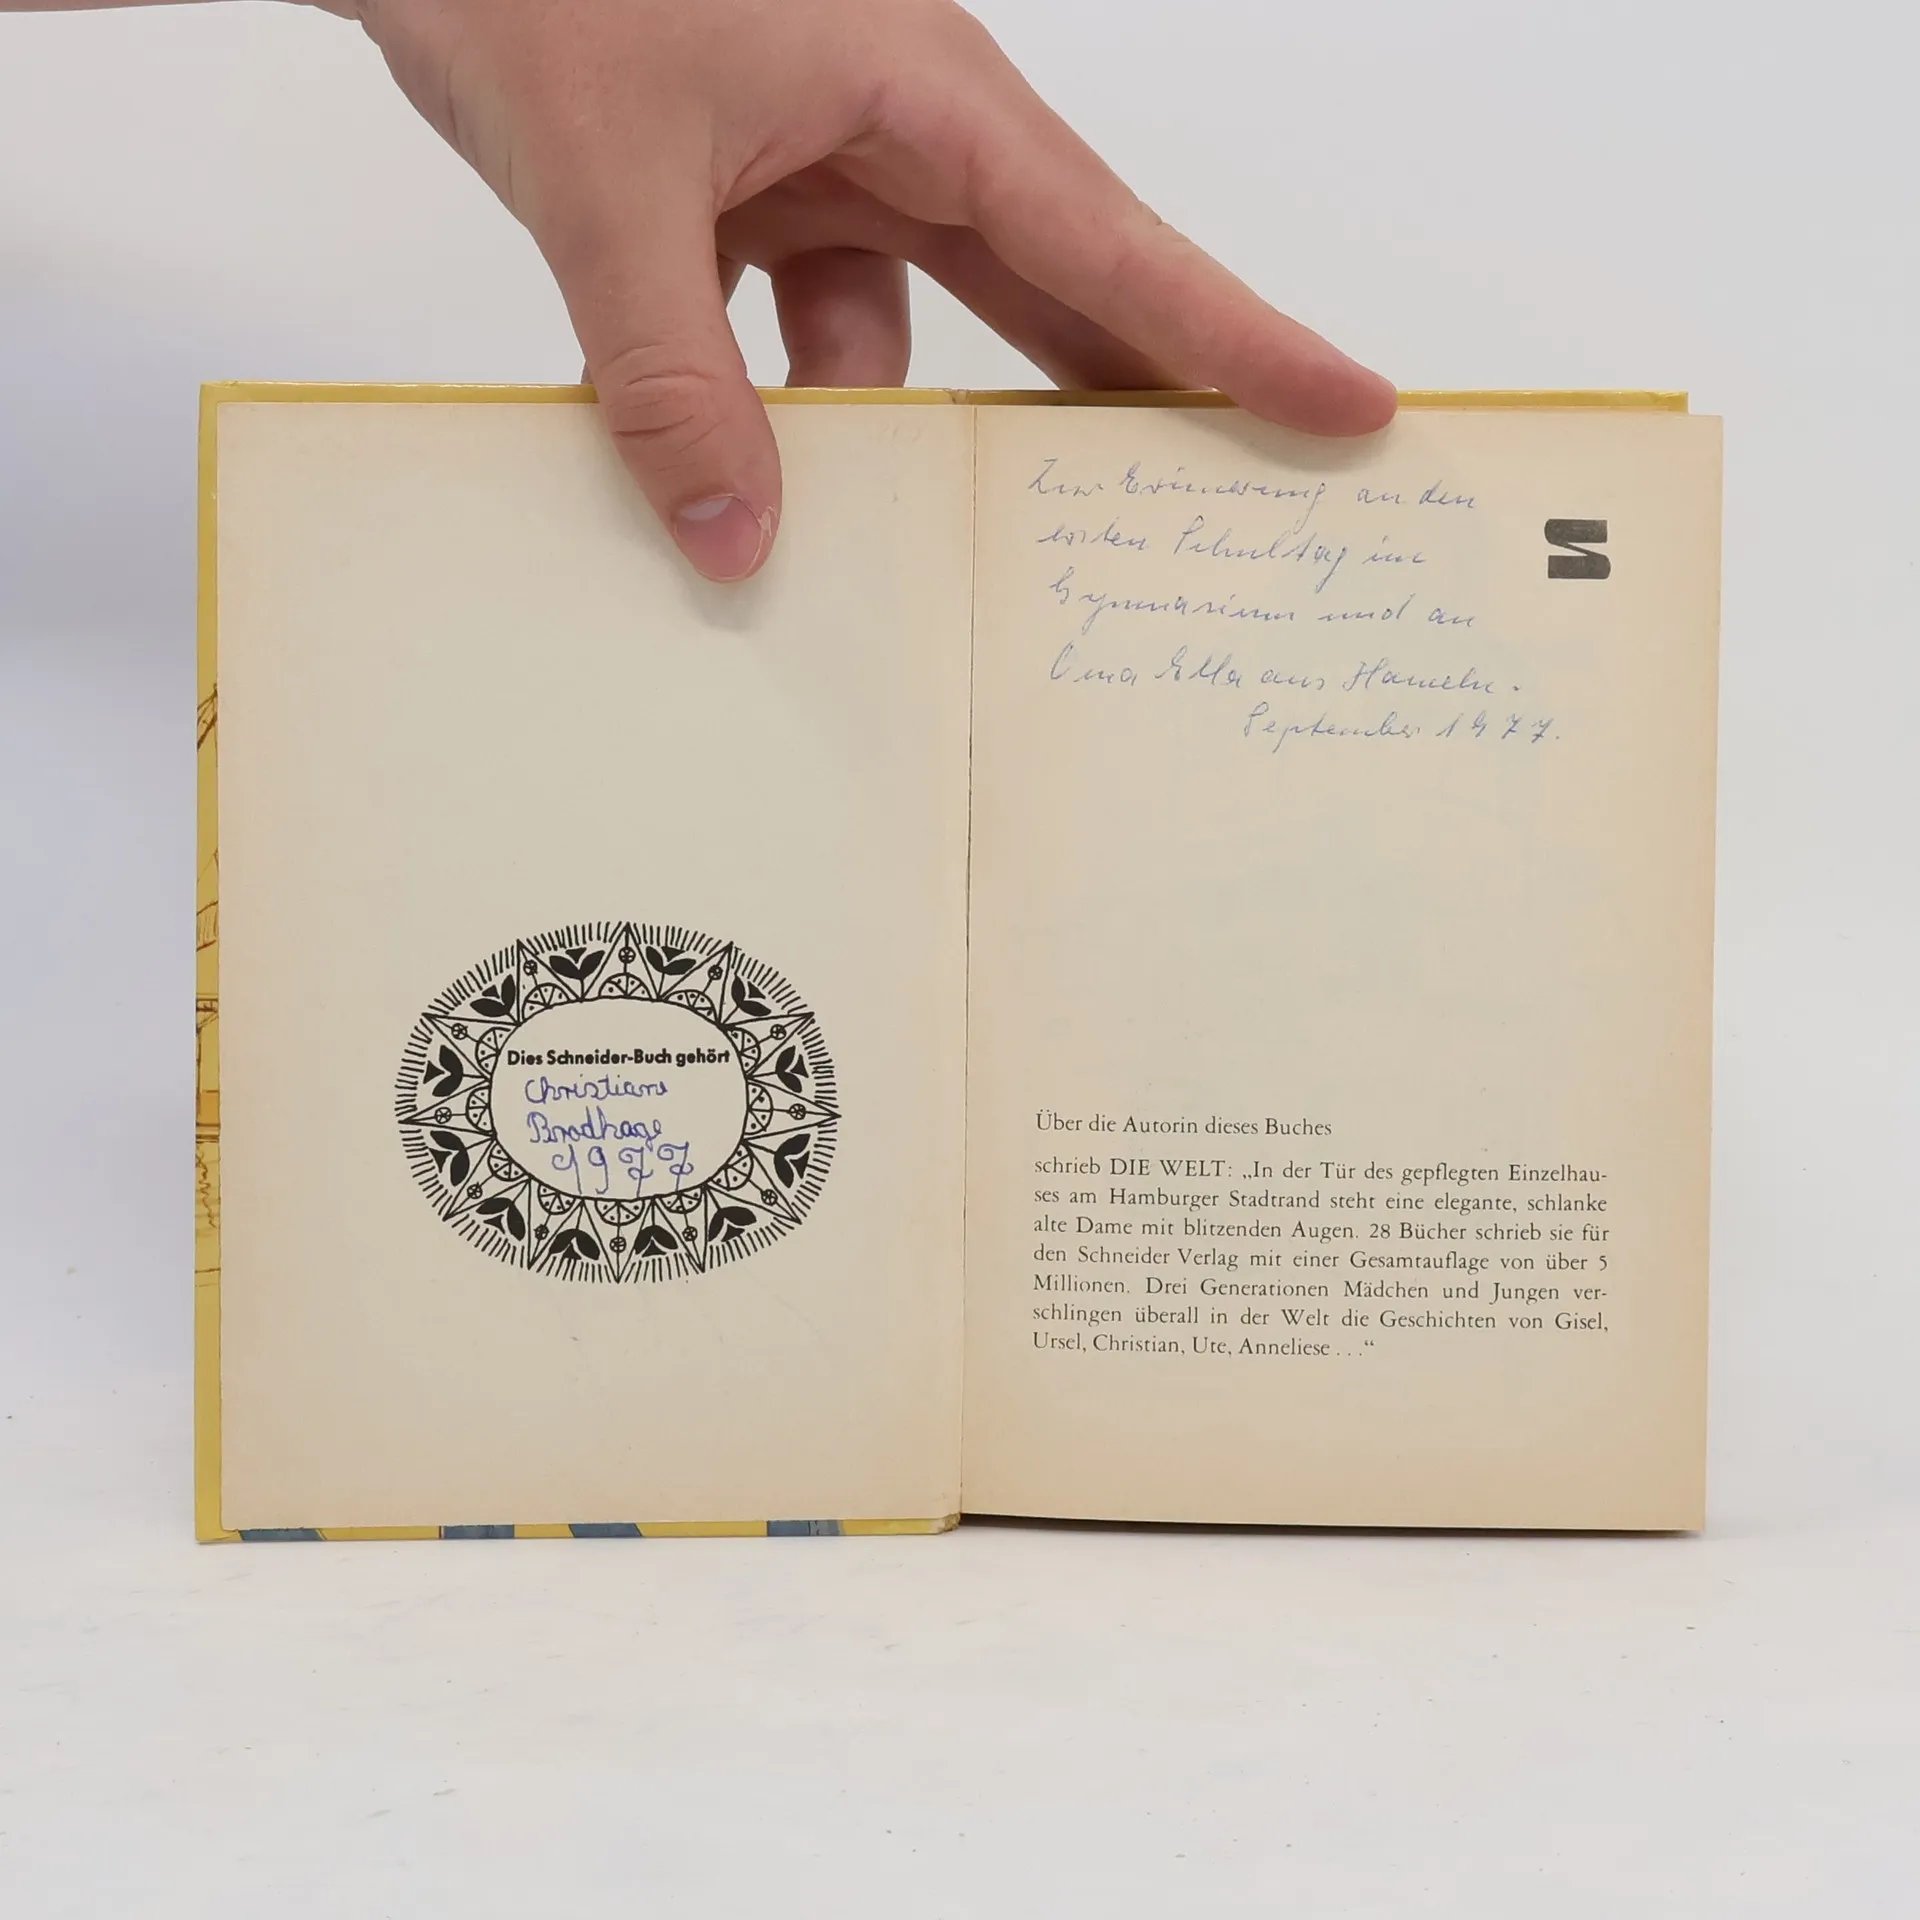 Dies Schneider-Buch gehört
Christiane
Brodhage
1977
Zur Erinnerung an den
ersten Schultag im
Gymnasium und an
Oma Ella aus Hameln.
September 1977.
Über die Autorin dieses Buches
schrieb DIE WELT: „In der Tür des gepflegten Einzelhau-
ses am Hamburger Stadtrand steht eine elegante, schlanke
alte Dame mit blitzenden Augen. 28 Bücher schrieb sie für
den Schneider Verlag mit einer Gesamtauflage von über 5
Millionen. Drei Generationen Mädchen und Jungen ver-
schlingen überall in der Welt die Geschichten von Gisel,
Ursel, Christian, Ute, Anneliese . . .“